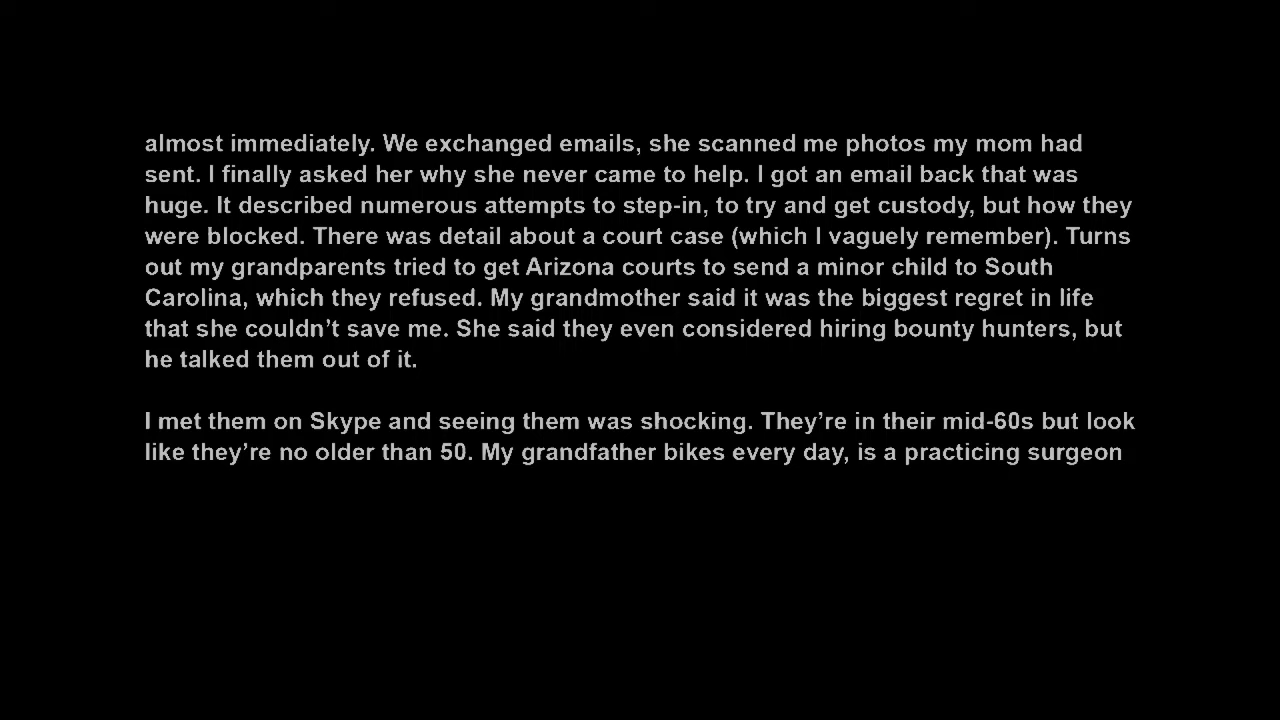 almost immediately. We exchanged emails, she scanned me photos my mom had
sent. I finally asked her why she never came to help. I got an email back that was
huge. It described numerous attempts to step-in, to try and get custody, but how they
were blocked. There was detail about a court case (which I vaguely remember). Turns
out my grandparents tried to get Arizona courts to send a minor child to South
Carolina, which they refused. My grandmother said it was the biggest regret in life
that she couldn’t save me. She said they even considered hiring bounty hunters, but
he talked them out of it.
I met them on Skype and seeing them was shocking. They’re in their mid-60s but look
like they’re no older than 50. My grandfather bikes every day, is a practicing surgeon